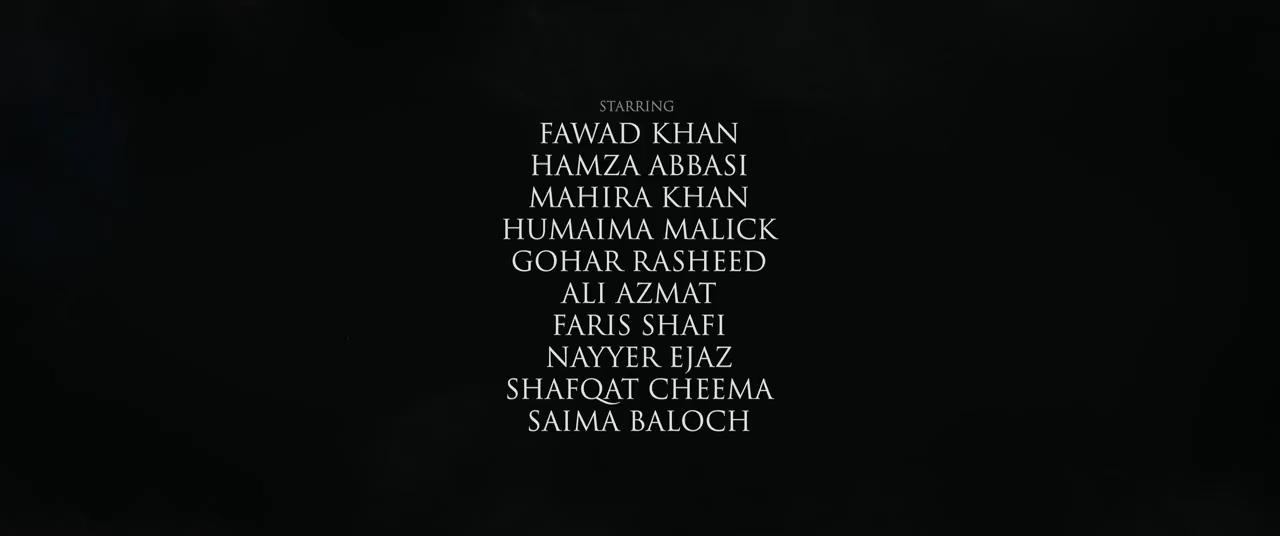 STARRING
FAWAD KHAN
HAMZA ABBASI
MAHIRA KHAN
HUMAIMA MALICK
GOHAR RASHEED
ALI AZMAT
FARIS SHAFI
NAYYER EJAZ
SHAFQAT CHEEMA
SAIMA BALOCH